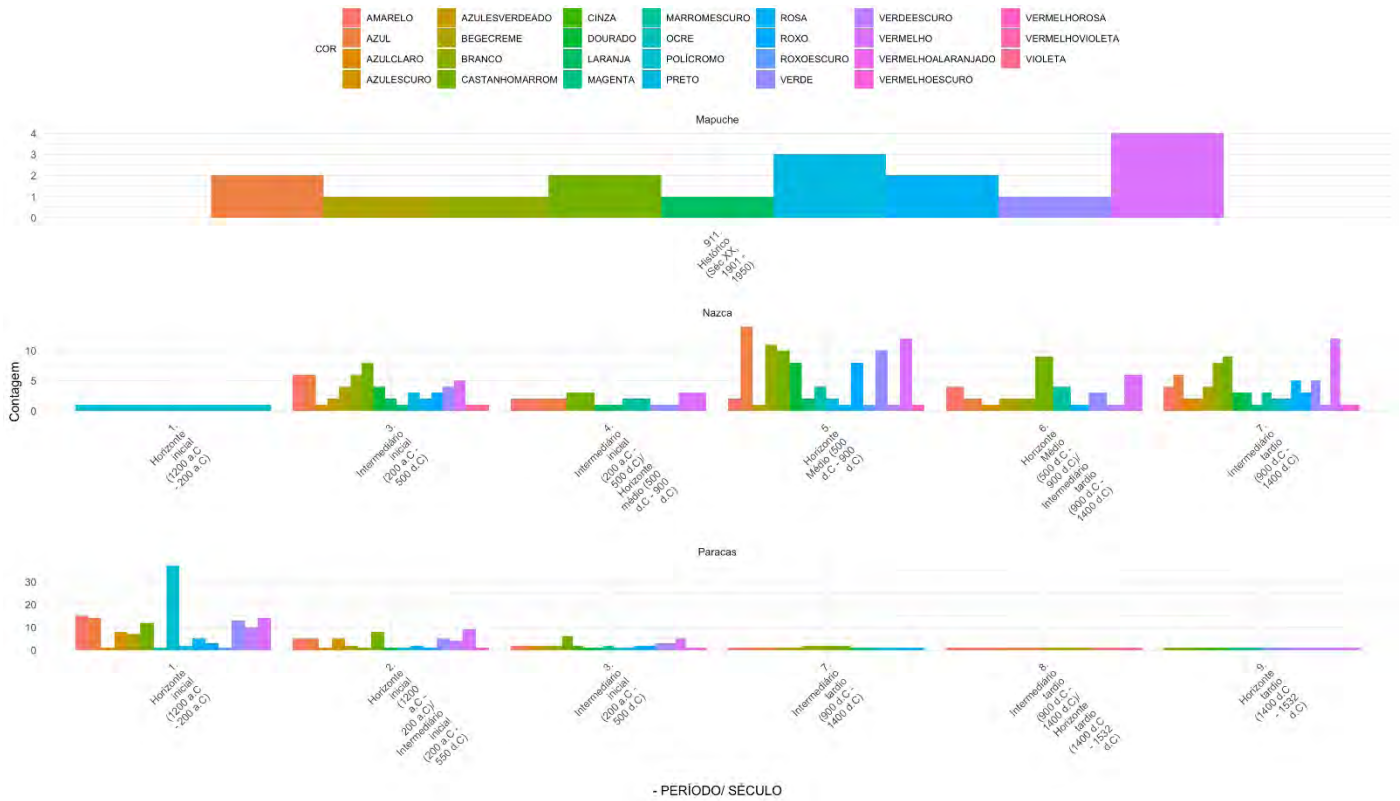 AMARELO AZULESVERDEADO CINZA MARROMESCURO ROSA VERDEESCURO VERMELHOROSA
AZUL BEGECREME DOURADO OCRE ROXO. VERMELHO VERMELHOVIOLETA
COR
AZULCLARO BRANCO LARANJA POLÍCROMO ROXOESCURO VERMELHOALARANJADO VIOLETA
AZULESCURO CASTANHOMARROM MAGENTA PRETO VERDE VERMELHOESCURO
Mapuche
4
3
2
1
0
911.
Histórico
(Séc XX,
1901 -
1950)
Nazca
10
5
0
Contagem
1.
Horizonte
inicial
(1200 a.C
- 200 a.C)
3.
Intermediário
inicial
(200 a.C -
500 d.C)
4.
Intermediário
inicial
(200 a.C -
500 d.C)/
Horizonte
médio (500
d.C - 900
d.C)
5.
Horizonte
Médio (500
d.C - 900
d.C)
6.
Horizonte
Médio
(500 d.C -
900 d.C)/
Intermediário
tardio
(900 d.C -
1400 d.C)
7.
Intermediário
tardio
(900 d.C -
1400 d.C)
Paracas
30
20
10
0
1.
Horizonte
inicial
(1200 a.C
- 200 a.C)
2.
Horizonte
inicial
(1200
a.C -
200 a.C)/
Intermediário
inicial
(200 a.C -
550 d.C)
3.
Intermediário
inicial
(200 a.C -
500 d.C)
7.
Intermediário
tardio
(900 d.C -
1400 d.C)
8.
Intermediário
tardio
(900 d.C -
1400 d.C)/
Horizonte
tardio
(1400 d.C
- 1532
d.C)
9.
Horizonte
tardio
(1400 d.C
- 1532
d.C)
- PERÍODO/ SÉCULO